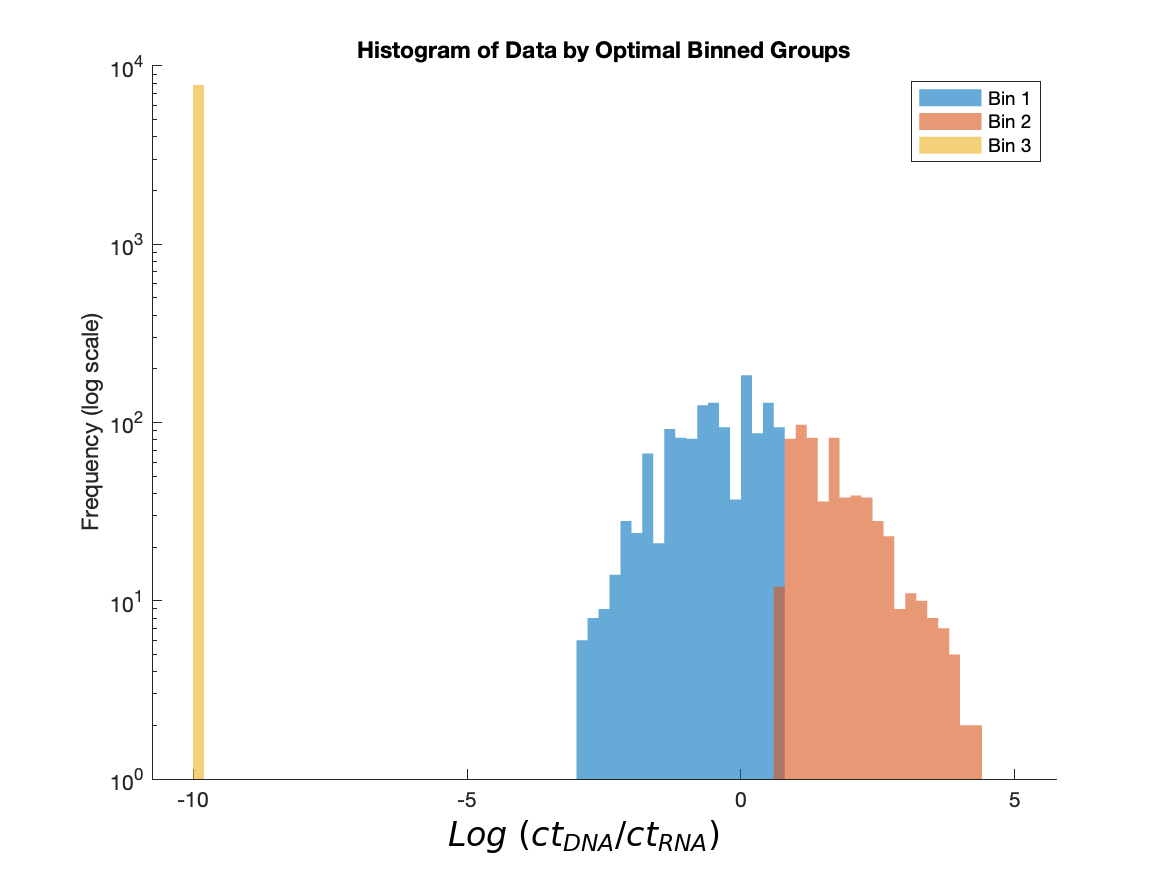 Histogram of Data by Optimal Binned Groups
10^4
10^3
10^2
10^1
10^0
Frequency (log scale)
Bin 1
Bin 2
Bin 3
-10 -5 0 5
Log (ct_DNA/ct_RNA)